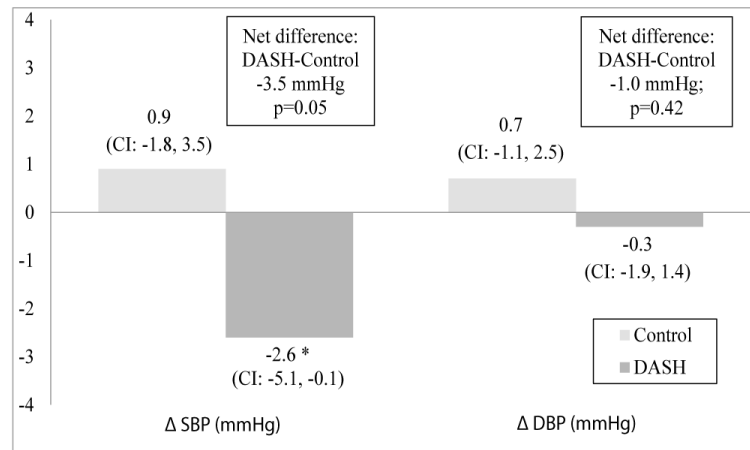 4
3
2
1
0
-1
-2
-3
-4
Net difference:
DASH-Control
-3.5 mmHg
p=0.05
Net difference:
DASH-Control
-1.0 mmHg;
p=0.42
0.9
(CI: -1.8, 3.5)
0.7
(CI: -1.1, 2.5)
-2.6 *
(CI: -5.1, -0.1)
-0.3
(CI: -1.9, 1.4)
Control
DASH
Δ SBP (mmHg)
Δ DBP (mmHg)